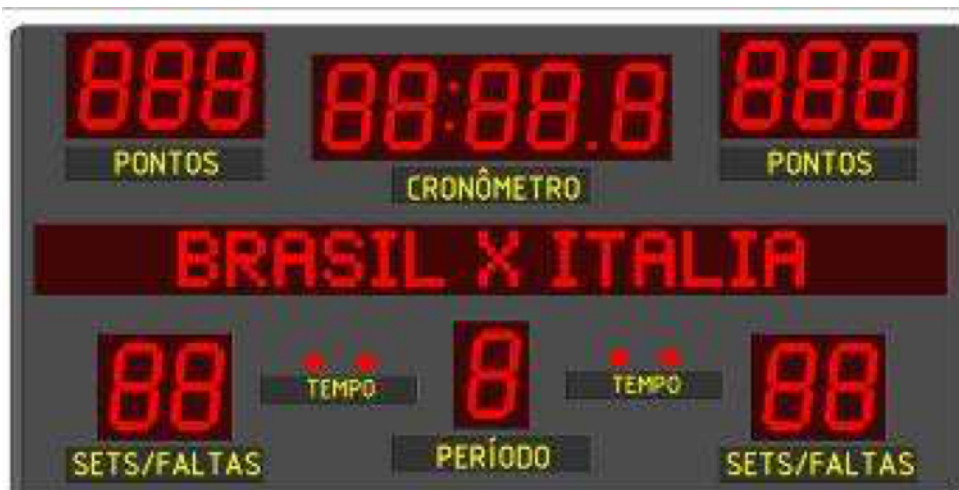 888 88:88.8 888
PONTOS CRONÔMETRO PONTOS
BRASIL X ITALIA
88 8 88
TEMPO TEMPO
SETS/FALTAS PERÍODO SETS/FALTAS